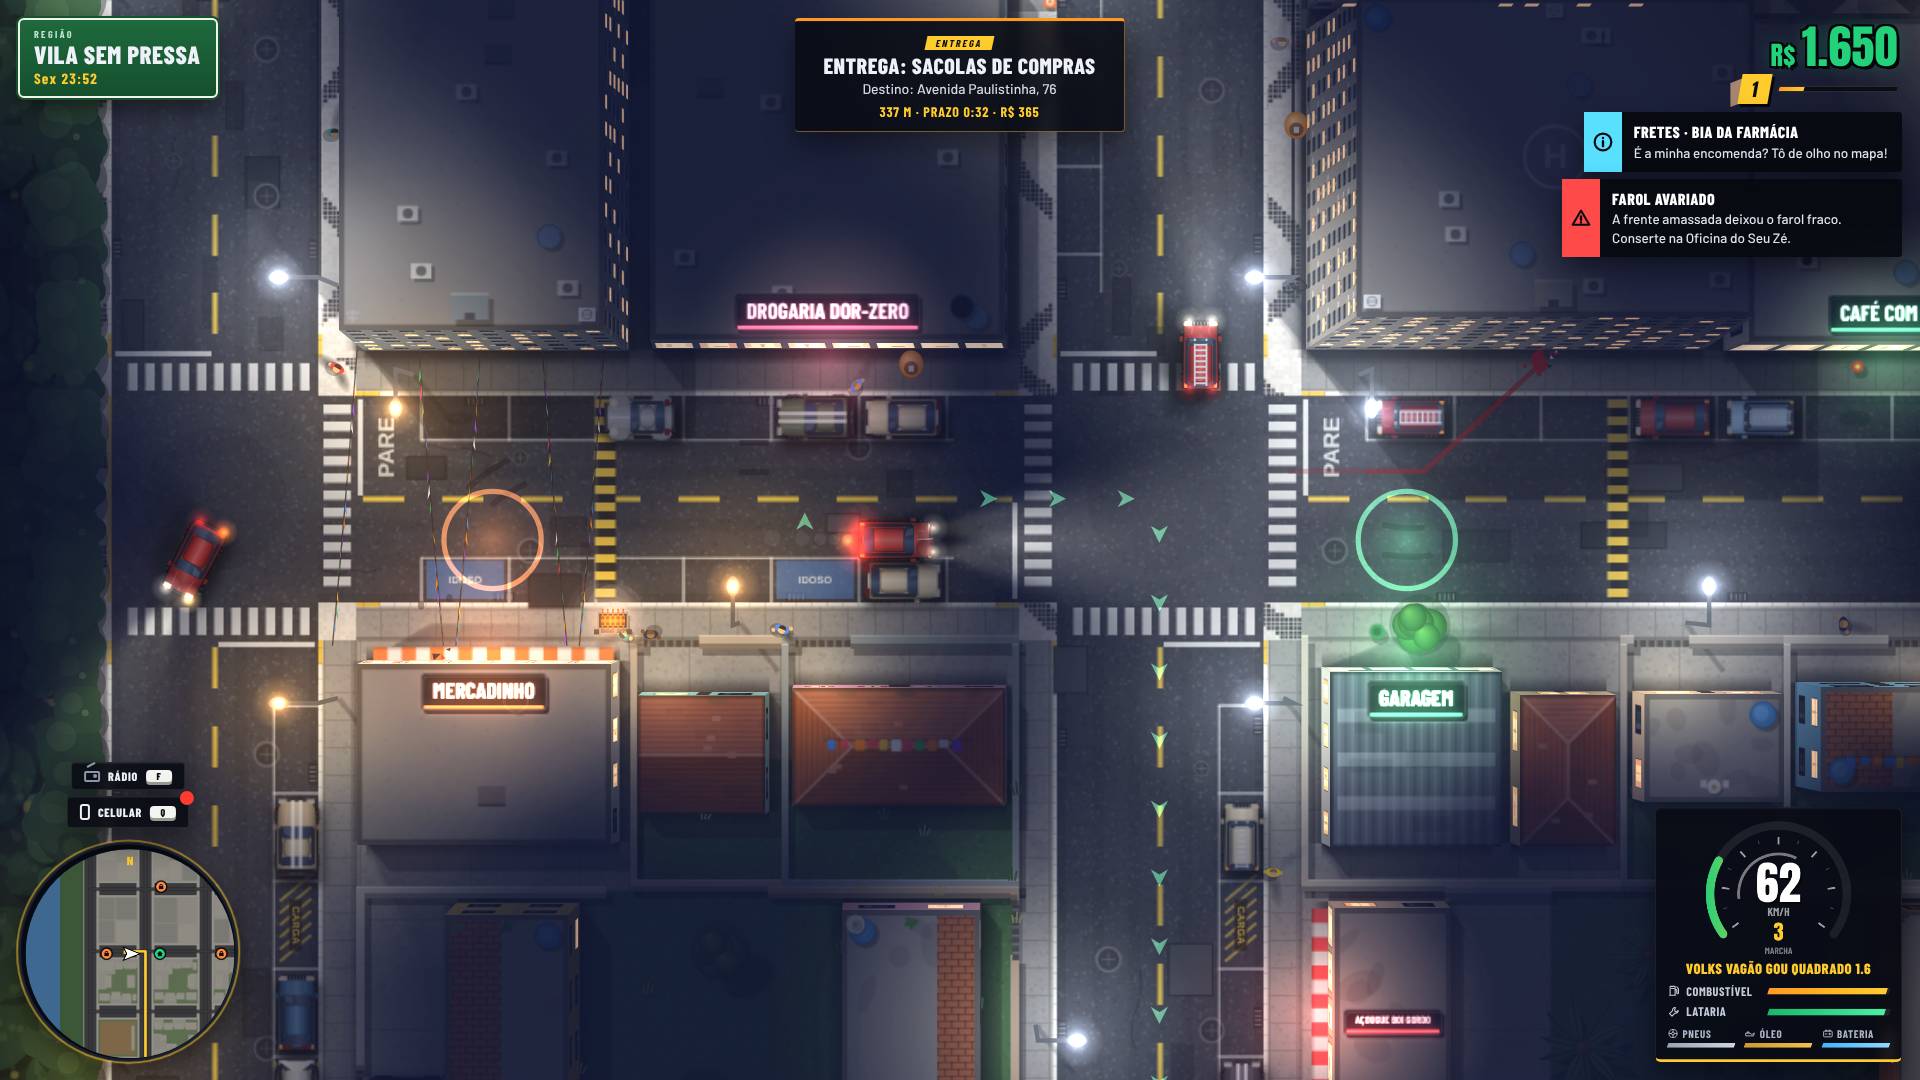 REGIÃO
VILA SEM PRESSA
Sex 23:52
ENTREGA
ENTREGA: SACOLAS DE COMPRAS
Destino: Avenida Paulistinha, 76
337 M · PRAZO 0:32 · R$ 365
R$ 1.650
1
FRETES · BIA DA FARMÁCIA
É a minha encomenda? Tô de olho no mapa!
FAROL AVARIADO
A frente amassada deixou o farol fraco.
Conserte na Oficina do Seu Zé.
H
DROGARIA DOR-ZERO
CAFÉ COM
PARE
PARE
IDOSO
IDOSO
MERCADINHO
GARAGEM
RÁDIO F
CELULAR Q
N
CARGA
CARGA
62
KM/H
3
MARCHA
VOLKS VAGÃO GOU QUADRADO 1.6
COMBUSTÍVEL
LATARIA
PNEUS
ÓLEO
BATERIA